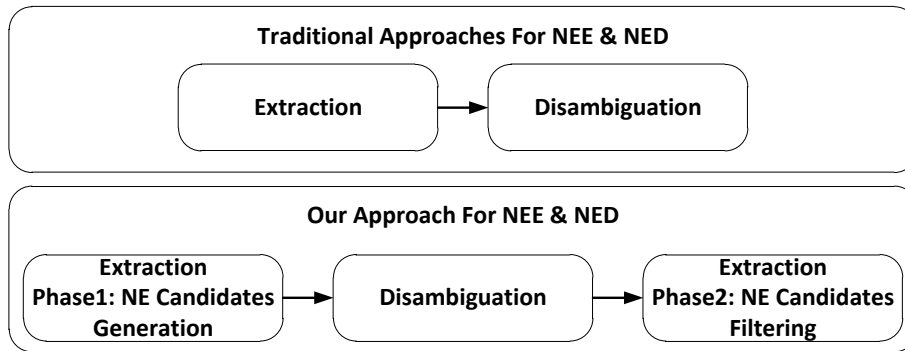 Traditional Approaches For NEE & NED
Extraction
Disambiguation
Our Approach For NEE & NED
Extraction
Phase1: NE Candidates
Generation
Disambiguation
Extraction
Phase2: NE Candidates
Filtering